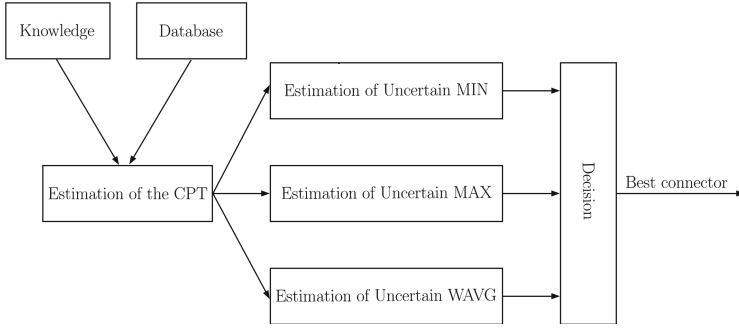 Knowledge
Database
Estimation of Uncertain MIN
Estimation of the CPT
Estimation of Uncertain MAX
Decision
Best connector
Estimation of Uncertain WAVG